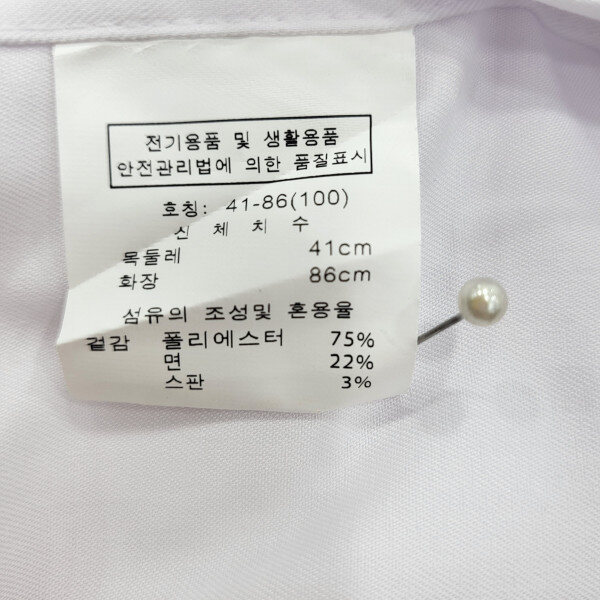 전기용품 및 생활용품
안전관리법에 의한 품질표시
호칭: 41-86(100)
신 체 치 수
목둘레 41cm
화장 86cm
섬유의 조성및 혼용율
겉감 폴리에스터 75%
면 22%
스판 3%